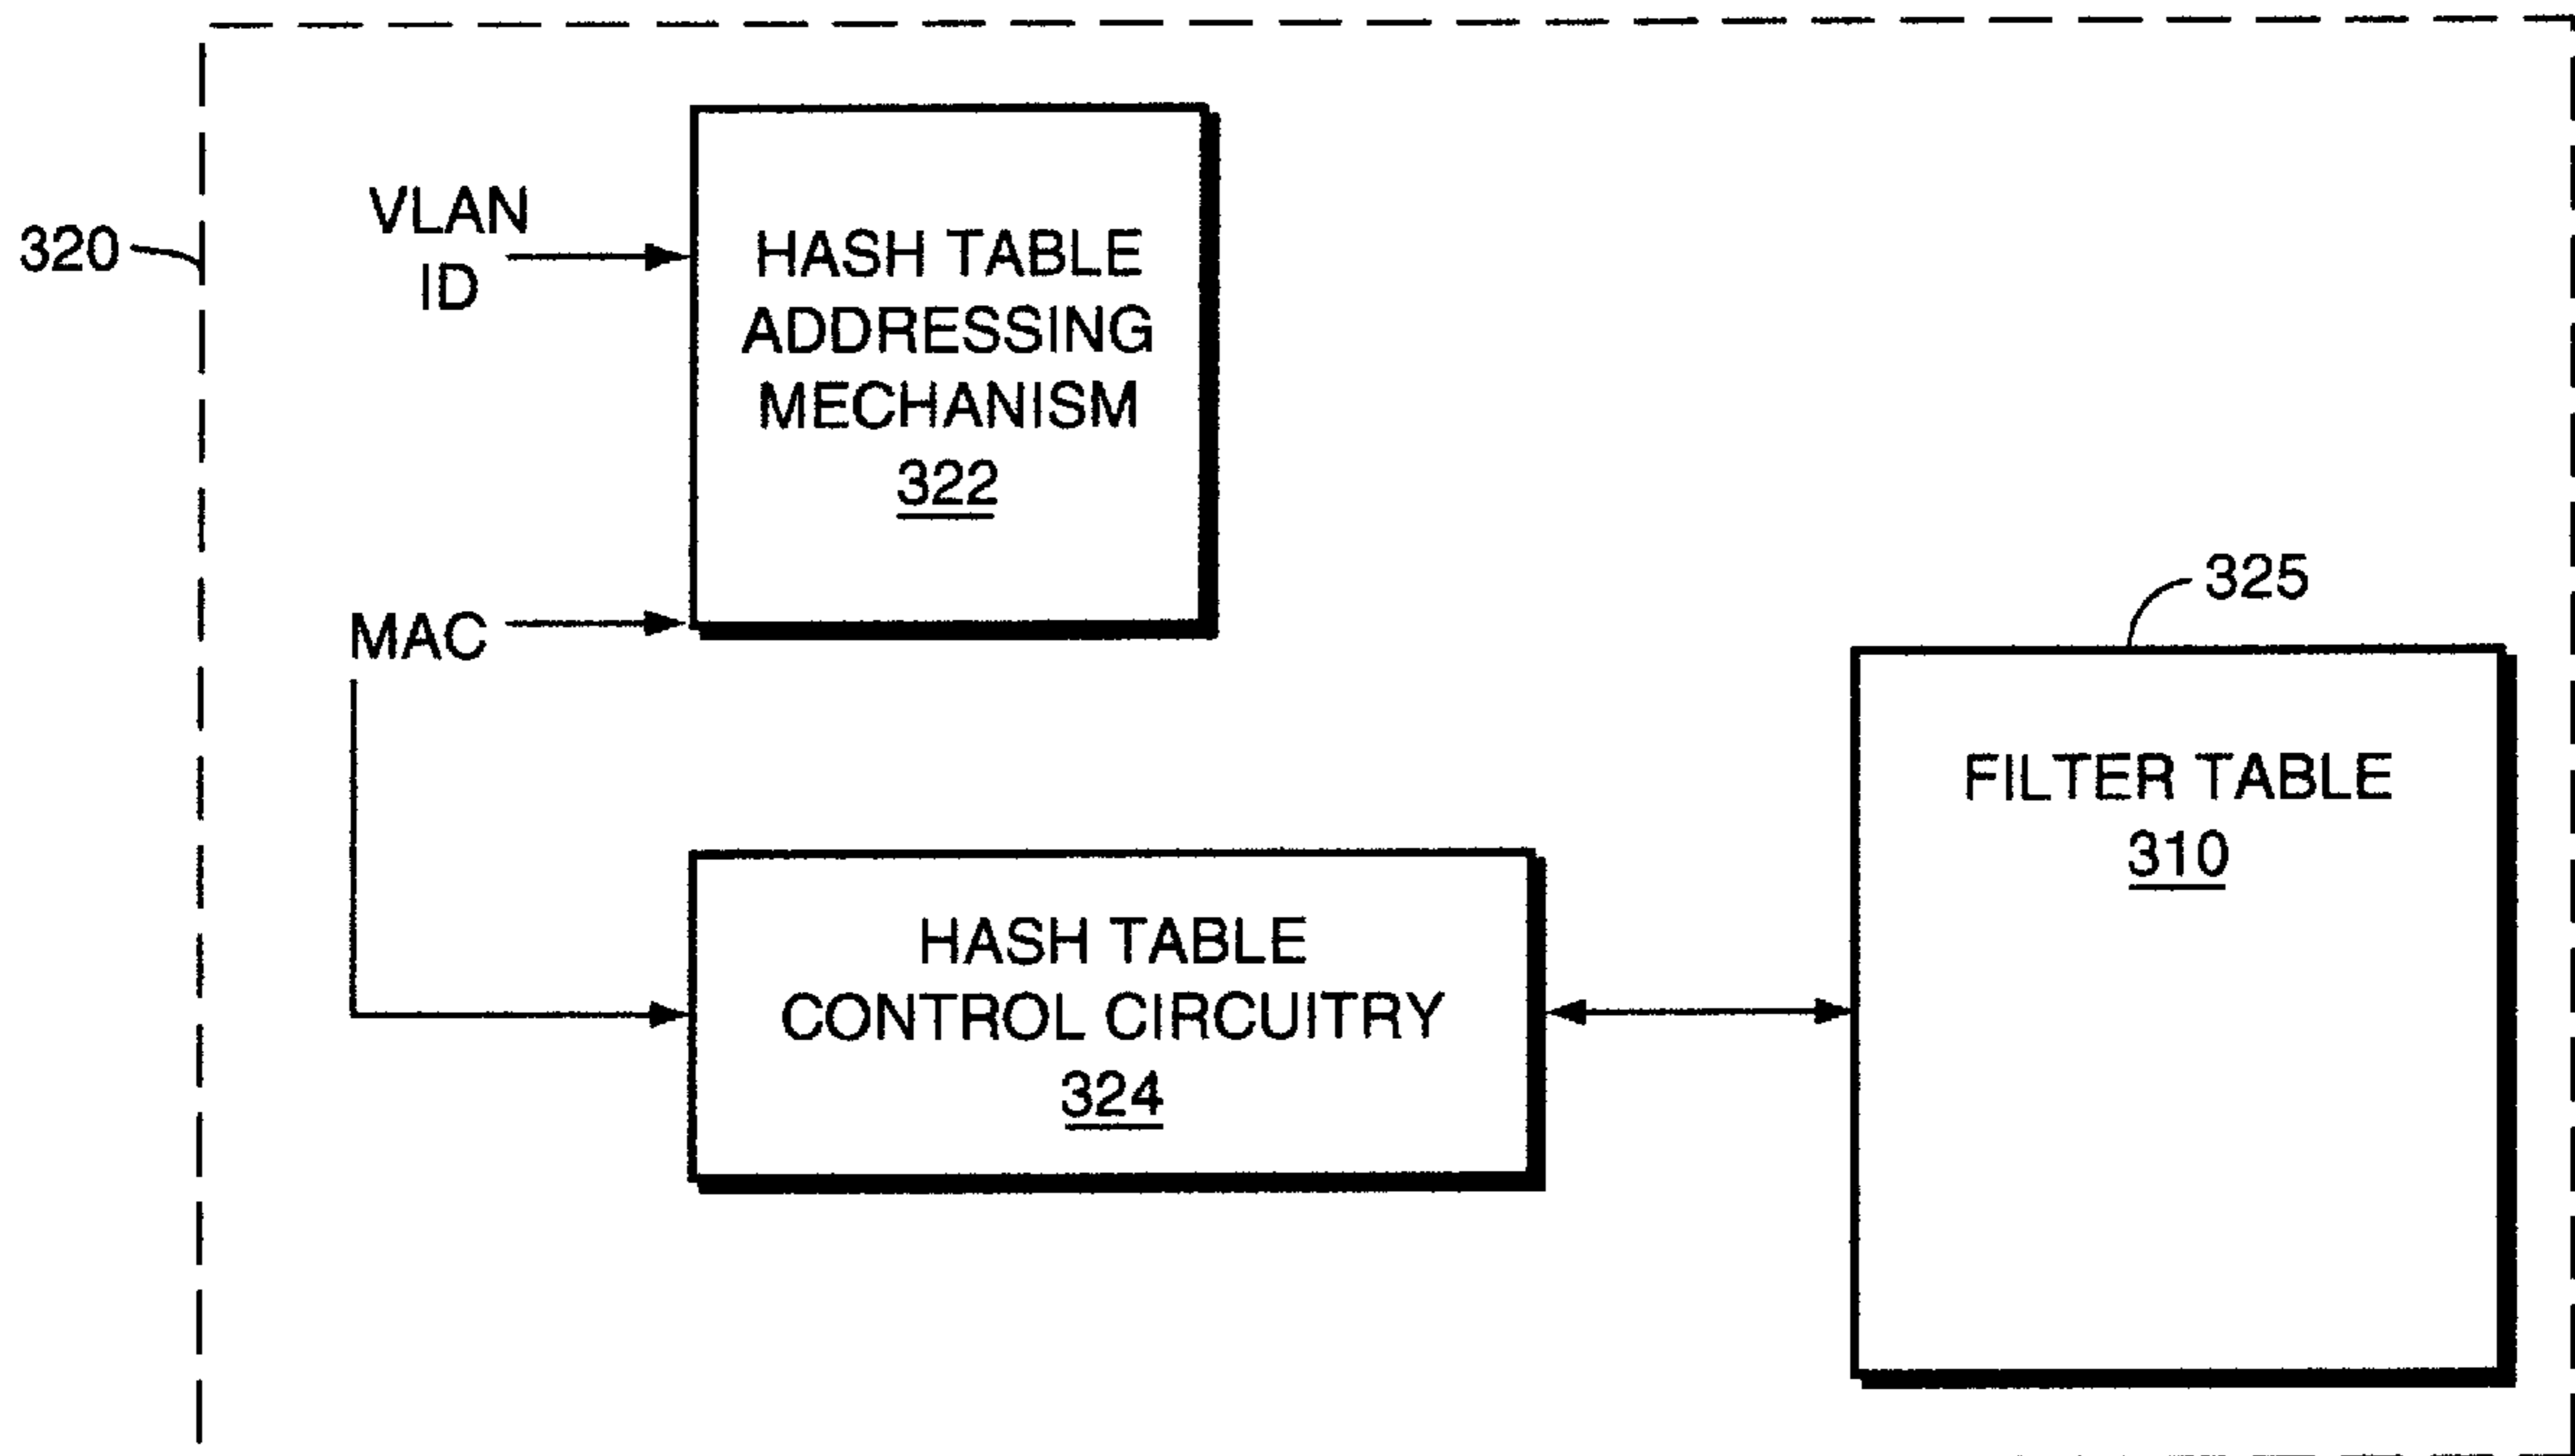 320
VLAN
ID
HASH TABLE
ADDRESSING
MECHANISM
322
MAC
325
FILTER TABLE
310
HASH TABLE
CONTROL CIRCUITRY
324